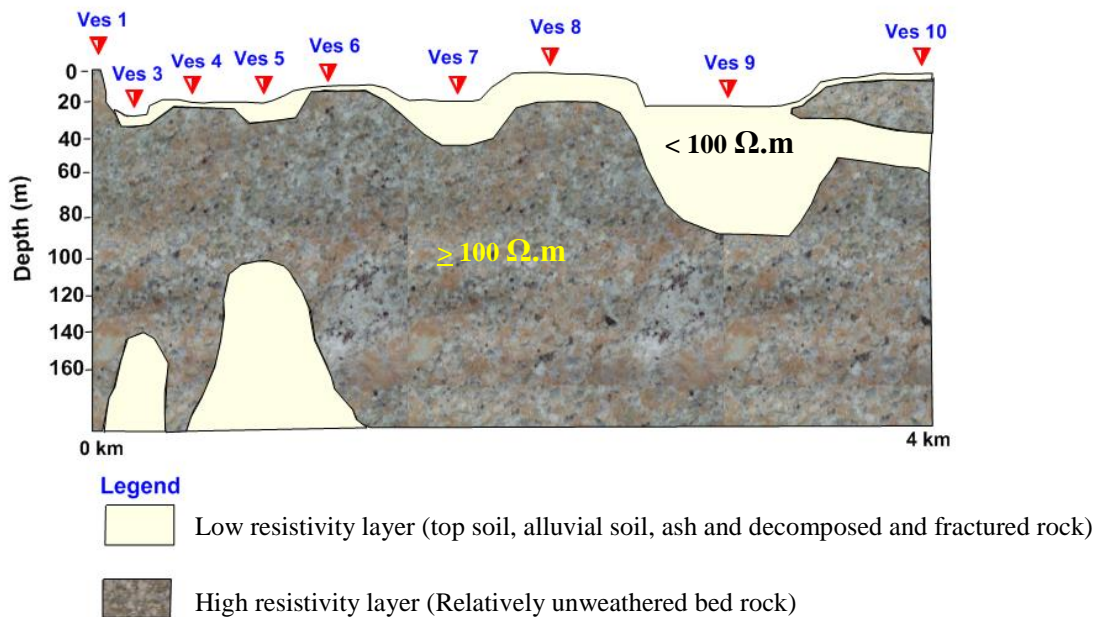 Ves 1
Ves 3
Ves 4
Ves 5
Ves 6
Ves 7
Ves 8
Ves 9
Ves 10
Depth (m)
0
20
40
60
80
100
120
140
160
< 100 Ω.m
≥ 100 Ω.m
0 km
4 km
Legend
Low resistivity layer (top soil, alluvial soil, ash and decomposed and fractured rock)
High resistivity layer (Relatively unweathered bed rock)